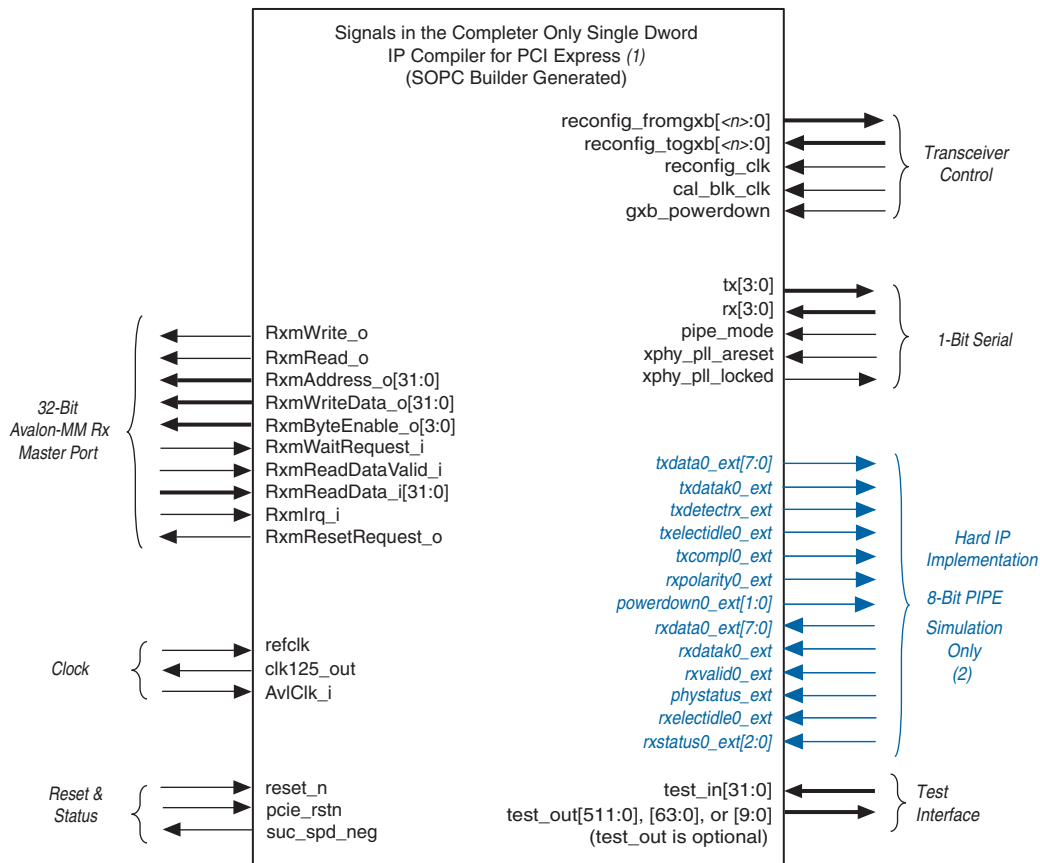 Signals in the Completer Only Single Dword
IP Compiler for PCI Express (1)
(SOPC Builder Generated)
32-Bit
Avalon-MM Rx
Master Port
RxmWrite_o
RxmRead_o
RxmAddress_o[31:0]
RxmWriteData_o[31:0]
RxmByteEnable_o[3:0]
RxmWaitRequest_i
RxmReadDataValid_i
RxmReadData_i[31:0]
RxmIrq_i
RxmResetRequest_o
Clock
refclk
clk125_out
AvlClk_i
Reset &
Status
reset_n
pcie_rstn
suc_spd_neg
reconfig_fromgxb[<n>:0]
reconfig_togxb[<n>:0]
reconfig_clk
cal_blk_clk
gxb_powerdown
Transceiver
Control
tx[3:0]
rx[3:0]
pipe_mode
xphy_pll_areset
xphy_pll_locked
1-Bit Serial
txdata0_ext[7:0]
txdatak0_ext
txdetectrx_ext
txelectidle0_ext
txcompl0_ext
rxpolarity0_ext
powerdown0_ext[1:0]
rxdata0_ext[7:0]
rxdatak0_ext
rxvalid0_ext
phystatus_ext
rxelectidle0_ext
rxstatus0_ext[2:0]
Hard IP
Implementation
8-Bit PIPE
Simulation
Only
(2)
test_in[31:0]
test_out[511:0], [63:0], or [9:0]
(test_out is optional)
Test
Interface